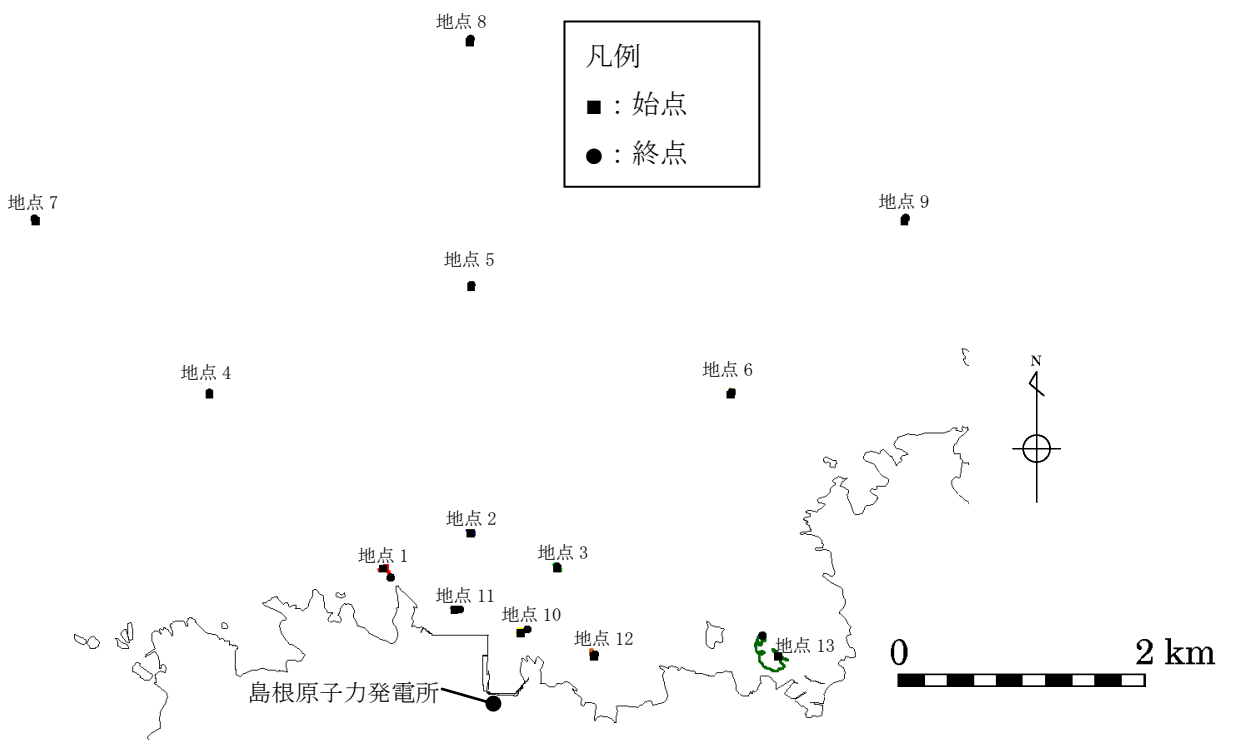 地点 8
凡例
■：始点
●：終点
地点 7
地点 9
地点 5
地点 4
地点 6
N
地点 2
地点 1
地点 3
地点 11
地点 10
地点 12
地点 13
0 2 km
島根原子力発電所